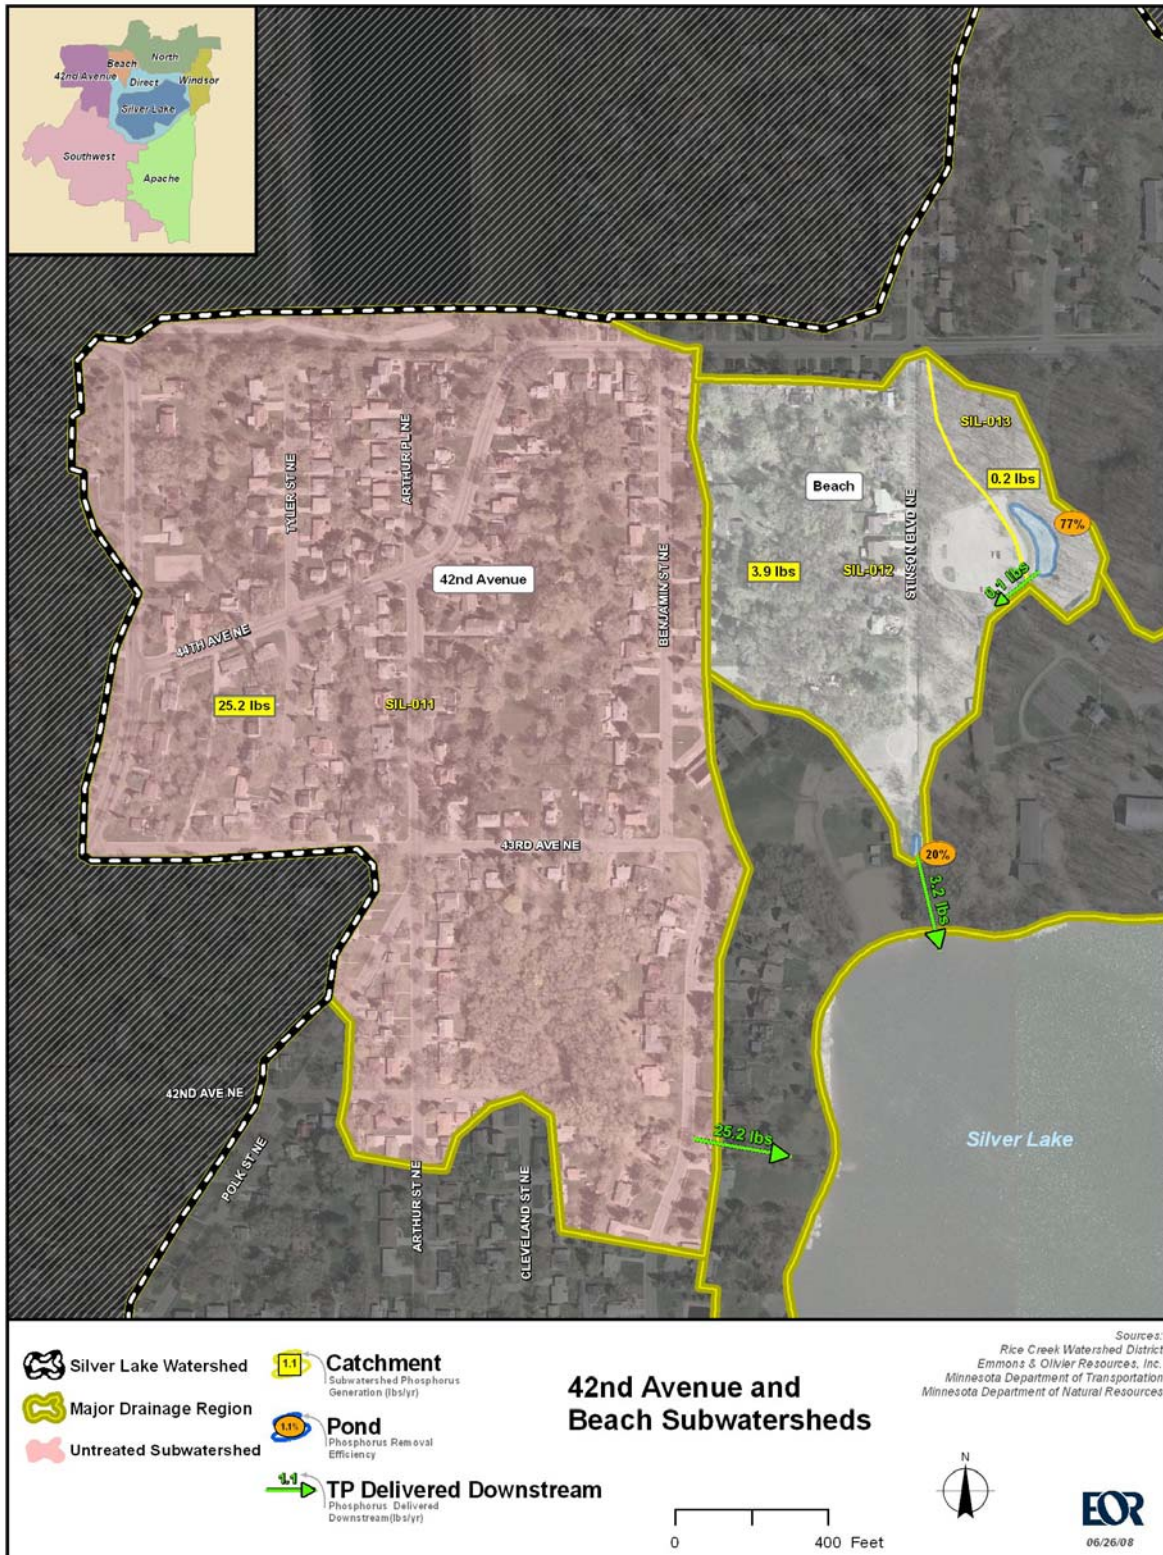 North
Beach
42nd Avenue
Direct
Windsor
Silver Lake
Southwest
Apache
SIL-013
0.2 lbs
77%
Beach
STINSON BLVD NE
3.9 lbs
SIL-012
0.1 lbs
TYLER ST NE
ARTHUR PL NE
BENJAMIN ST NE
42nd Avenue
44TH AVE NE
25.2 lbs
SIL-011
43RD AVE NE
20%
3.2 lbs
42ND AVE NE
POLK ST NE
ARTHUR ST NE
CLEVELAND ST NE
25.2 lbs
Silver Lake
Silver Lake Watershed
Major Drainage Region
Untreated Subwatershed
1.1
Catchment
Subwatershed Phosphorus
Generation (lbs/yr)
1.1%
Pond
Phosphorus Removal
Efficiency
1.1
TP Delivered Downstream
Phosphorus Delivered
Downstream(lbs/yr)
42nd Avenue and
Beach Subwatersheds
0 400 Feet
Sources:
Rice Creek Watershed District
Emmons & Olivier Resources, Inc.
Minnesota Department of Transportation
Minnesota Department of Natural Resources
N
EOR
06/26/08